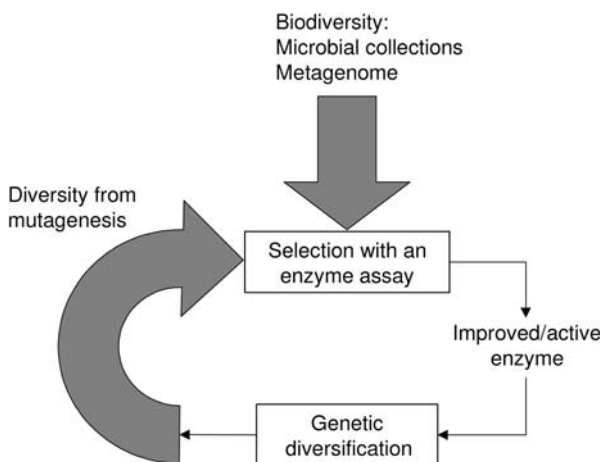 Biodiversity:
Microbial collections
Metagenome
Diversity from
mutagenesis
Selection with an
enzyme assay
Improved/active
enzyme
Genetic
diversification